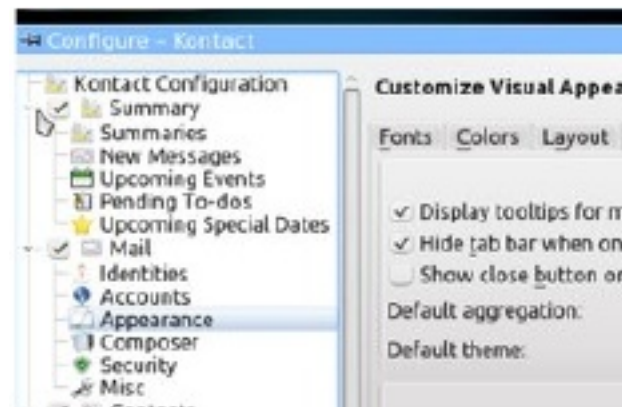 Configure – Kontact
Kontact Configuration
Summary
Summaries
New Messages
Upcoming Events
Pending To-dos
Upcoming Special Dates
Mail
Identities
Accounts
Appearance
Composer
Security
Misc
Customize Visual Appea
Fonts Colors Layout
Display tooltips for m
Hide tab bar when on
Show close button or
Default aggregation:
Default theme: